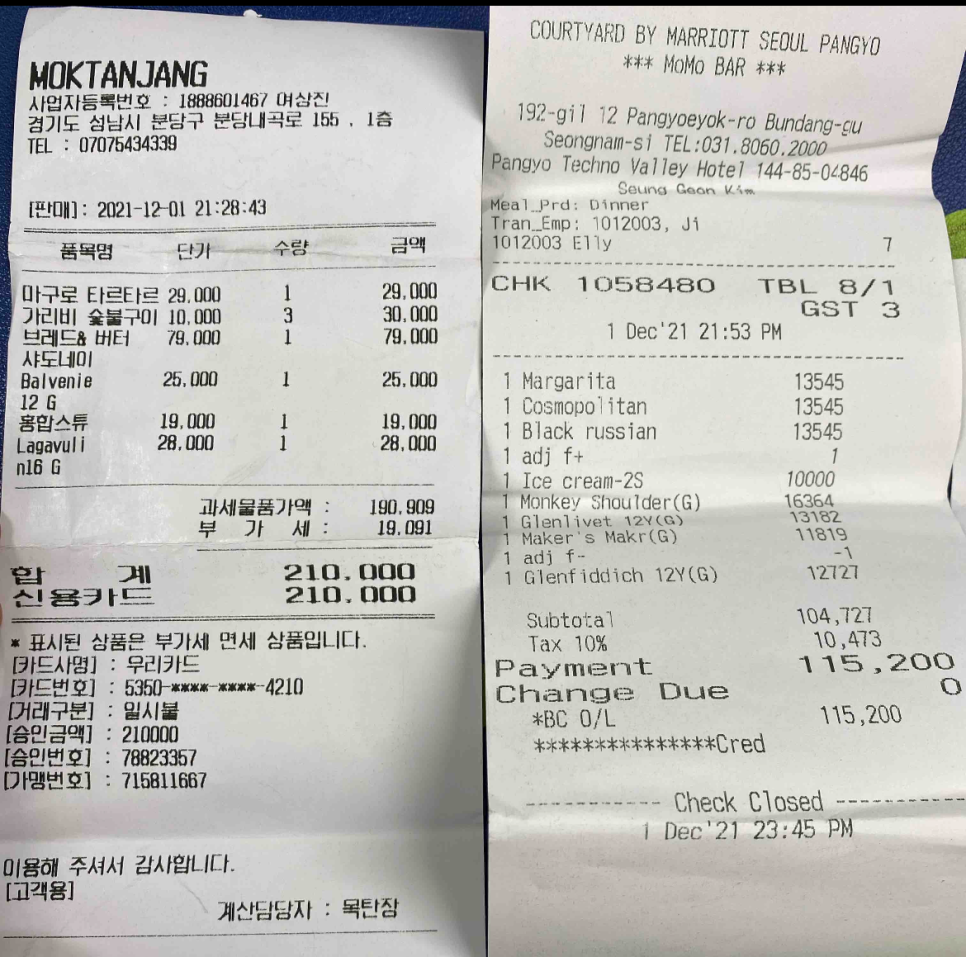 MOKTANJANG
사업자등록번호 : 1888601467 여상진
경기도 성남시 분당구 분당내곡로 155 , 1층
TEL : 07075434339
[판매]: 2021-12-01 21:28:43
품목명 단가 수량 금액
마구로 타르타르 29,000 1 29,000
가리비 숯불구이 10,000 3 30,000
브레드& 버터 79,000 1 79,000
샤도네이
Balvenie 25,000 1 25,000
12 G
홍합스튜 19,000 1 19,000
Lagavuli 28,000 1 28,000
n16 G
과세물품가액 : 190,909
부 가 세 : 19,091
합 계 210,000
신용카드 210,000
* 표시된 상품은 부가세 면세 상품입니다.
[카드사명] : 우리카드
[카드번호] : 5350-****-****-4210
[거래구분] : 일시불
[승인금액] : 210000
[승인번호] : 78823357
[가맹번호] : 715811667
이용해 주셔서 감사합니다.
[고객용]
계산담당자 : 목탄장
COURTYARD BY MARRIOTT SEOUL PANGYO
*** MoMo BAR ***
192-gil 12 Pangyoeyok-ro Bundang-gu
Seongnam-si TEL:031.8060.2000
Pangyo Techno Valley Hotel 144-85-04846
Seung Geon Kim
Meal_Prd: Dinner
Tran_Emp: 1012003, Ji
1012003 Elly 7
CHK 1058480 TBL 8/1
GST 3
1 Dec'21 21:53 PM
1 Margarita 13545
1 Cosmopolitan 13545
1 Black russian 13545
1 adj f+ 1
1 Ice cream-2S 10000
1 Monkey Shoulder(G) 16364
1 Glenlivet 12Y(G) 13182
1 Maker's Makr(G) 11819
1 adj f- -1
1 Glenfiddich 12Y(G) 12727
Subtotal 104,727
Tax 10% 10,473
Payment 115,200
Change Due 0
*BC O/L 115,200
***************Cred
----------- Check Closed -----------
1 Dec'21 23:45 PM